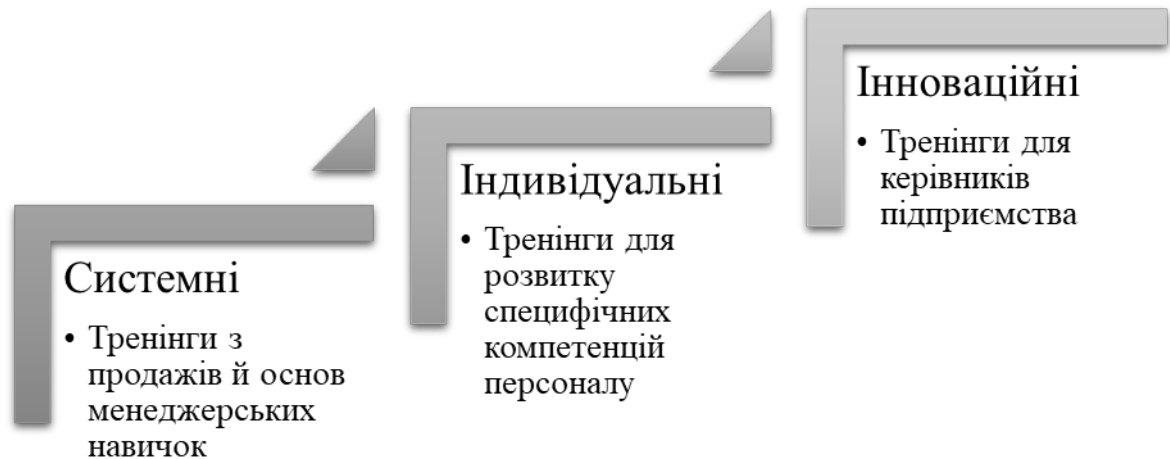 Системні
• Тренінги з
продажів й основ
менеджерських
навичок
Індивідуальні
• Тренінги для
розвитку
специфічних
компетенцій
персоналу
Інноваційні
• Тренінги для
керівників
підприємства